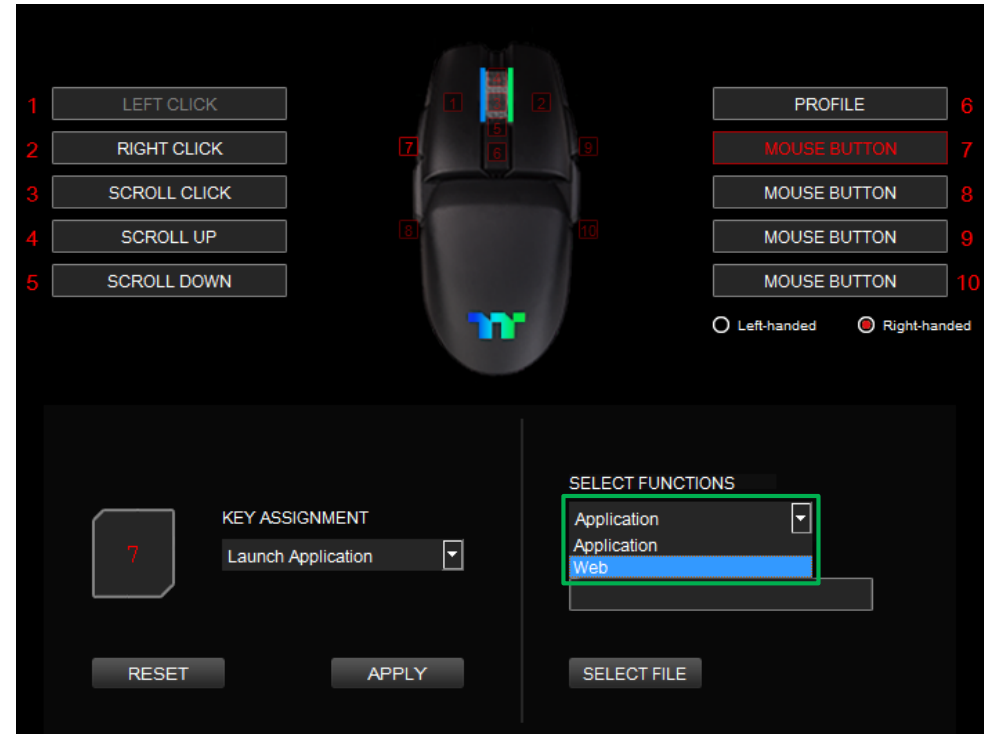 1 LEFT CLICK
2 RIGHT CLICK
3 SCROLL CLICK
4 SCROLL UP
5 SCROLL DOWN
1
2
5
6
7
9
8
10
PROFILE 6
MOUSE BUTTON 7
MOUSE BUTTON 8
MOUSE BUTTON 9
MOUSE BUTTON 10
Left-handed Right-handed
7
KEY ASSIGNMENT
Launch Application
RESET APPLY
SELECT FUNCTIONS
Application
Application
Web
SELECT FILE